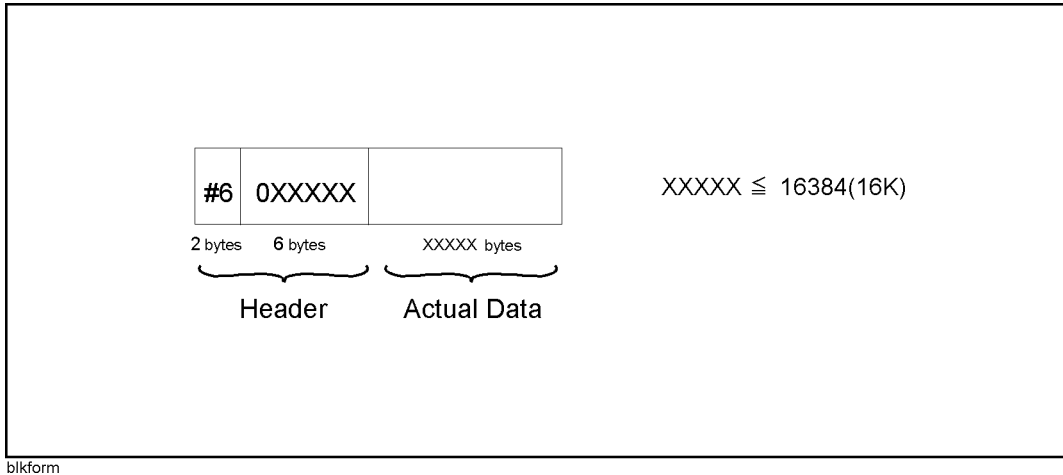 #6 0XXXXX
XXXXX ≦ 16384(16K)
2 bytes 6 bytes XXXXX bytes
Header Actual Data
blkform